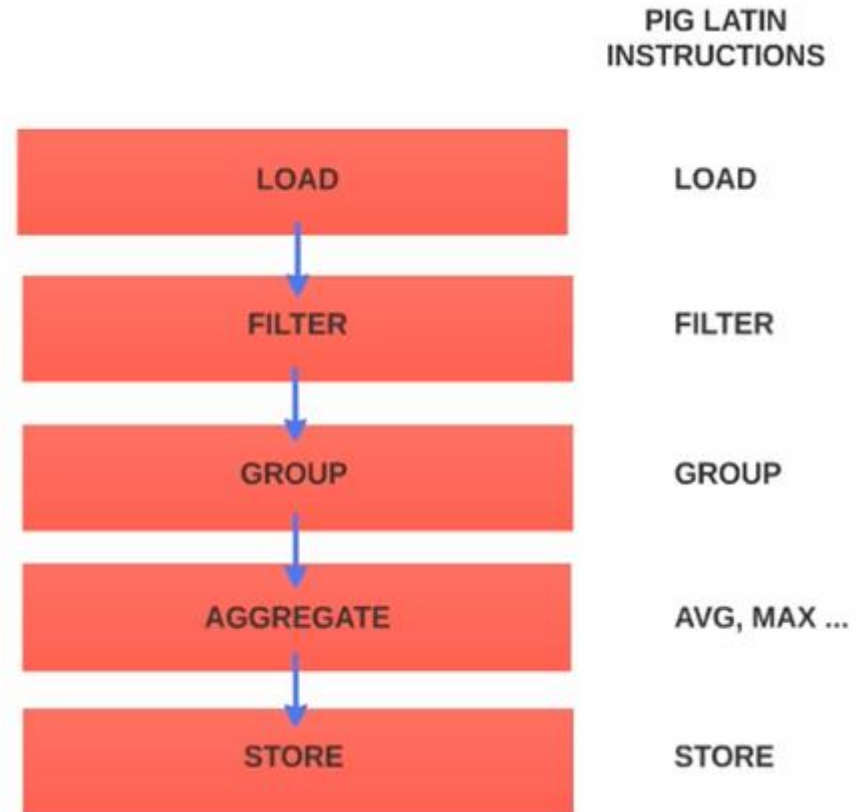 PIG LATIN
INSTRUCTIONS
LOAD LOAD
FILTER FILTER
GROUP GROUP
AGGREGATE AVG, MAX ...
STORE STORE